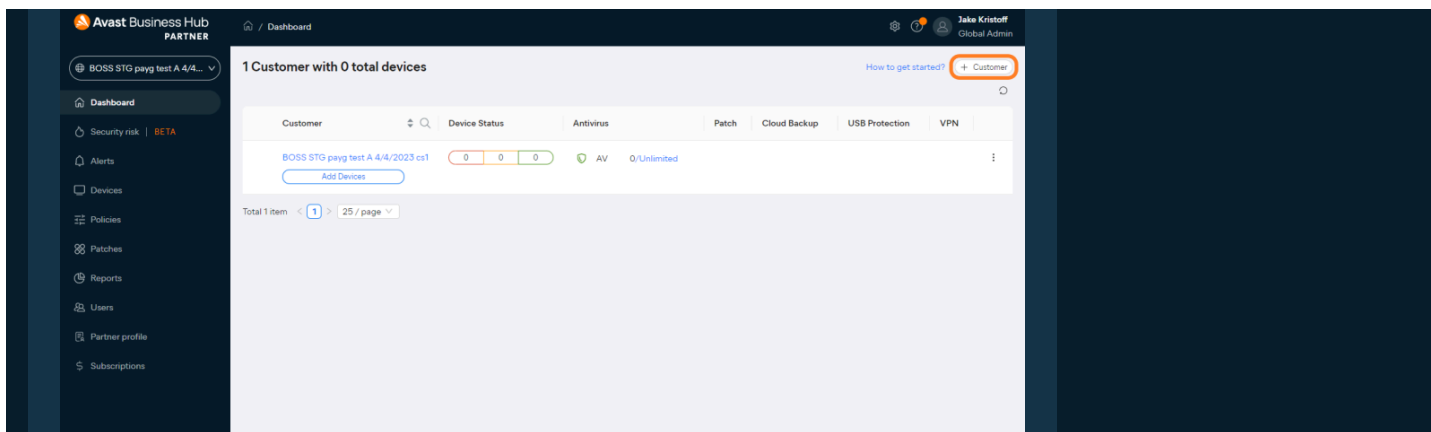 Avast Business Hub
PARTNER
/ Dashboard
Jake Kristoff
Global Admin
BOSS STG payg test A 4/4...
1 Customer with 0 total devices
How to get started?
+ Customer
Dashboard
Security risk | BETA
Alerts
Devices
Policies
Patches
Reports
Users
Partner profile
$ Subscriptions
Customer Device Status Antivirus Patch Cloud Backup USB Protection VPN
BOSS STG payg test A 4/4/2023 cs1 0 0 0 AV 0/Unlimited
Add Devices
Total 1 item < 1 > 25 / page